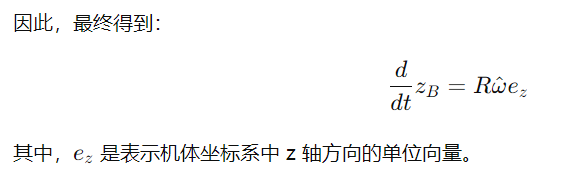 因此，最终得到：
d/dt z_B = Rω̂e_z
其中，e_z 是表示机体坐标系中 z 轴方向的单位向量。